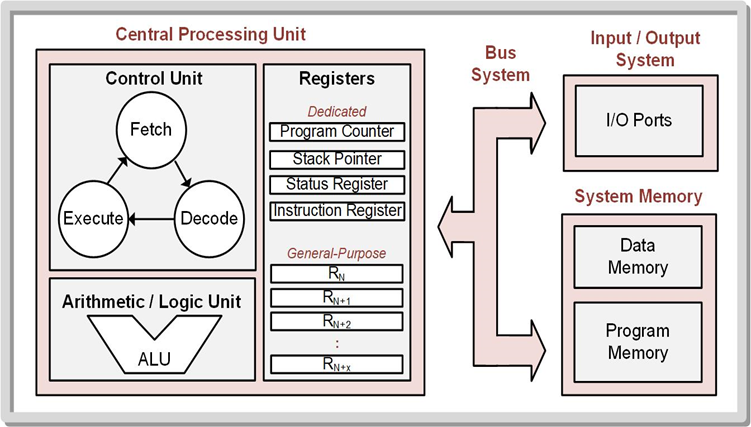 Central Processing Unit
Control Unit
Fetch
Execute
Decode
Arithmetic / Logic Unit
ALU
Registers
Dedicated
Program Counter
Stack Pointer
Status Register
Instruction Register
General-Purpose
RN
RN+1
RN+2
:
RN+x
Bus
System
Input / Output
System
I/O Ports
System Memory
Data
Memory
Program
Memory